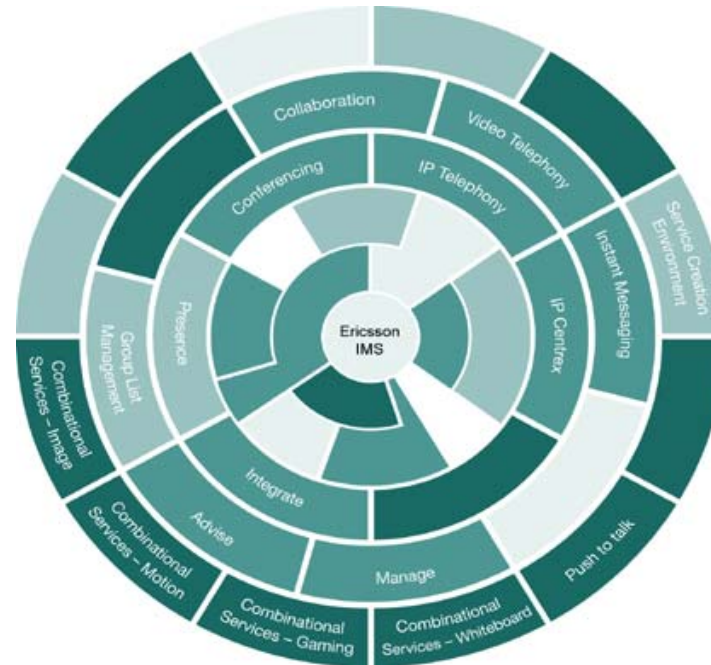 Collaboration
Video Telephony
Conferencing
IP Telephony
Service Creation
Environment
Instant Messaging
IP Centrex
Presence
Group List
Management
Ericsson
IMS
Combinational
Services – Image
Integrate
Advise
Manage
Push to talk
Combinational
Services – Motion
Combinational
Services – Gaming
Combinational
Services – Whiteboard